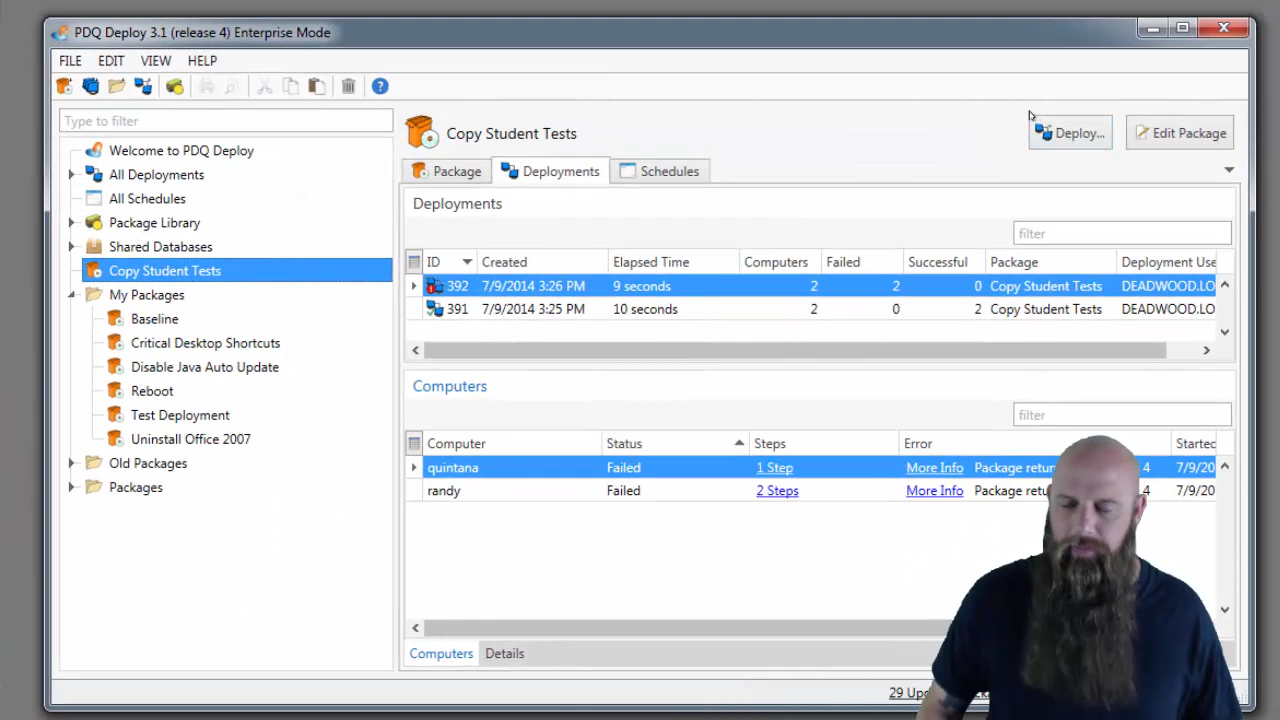 PDQ Deploy 3.1 (release 4) Enterprise Mode
FILE EDIT VIEW HELP
Type to filter
Welcome to PDQ Deploy
All Deployments
All Schedules
Package Library
Shared Databases
Copy Student Tests
My Packages
Baseline
Critical Desktop Shortcuts
Disable Java Auto Update
Reboot
Test Deployment
Uninstall Office 2007
Old Packages
Packages
Copy Student Tests
Deploy... Edit Package
Package Deployments Schedules
Deployments
filter
ID Created Elapsed Time Computers Failed Successful Package Deployment Use
392 7/9/2014 3:26 PM 9 seconds 2 2 0 Copy Student Tests DEADWOOD.LO
391 7/9/2014 3:25 PM 10 seconds 2 0 2 Copy Student Tests DEADWOOD.LO
Computers
filter
Computer Status Steps Error Started
quintana Failed 1 Step More Info Package retu 4 7/9/20
randy Failed 2 Steps More Info Package retu 4 7/9/20
Computers Details
29 Up